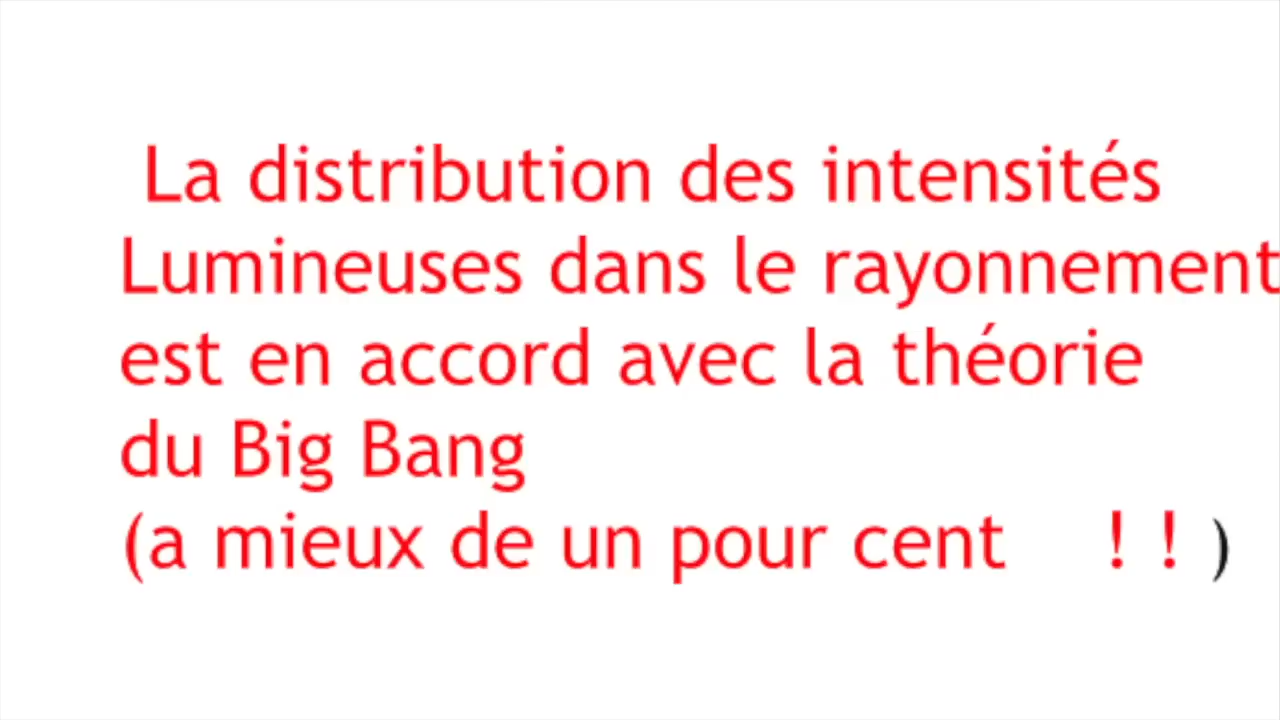 La distribution des intensités
Lumineuses dans le rayonnement
est en accord avec la théorie
du Big Bang
(a mieux de un pour cent ! ! )